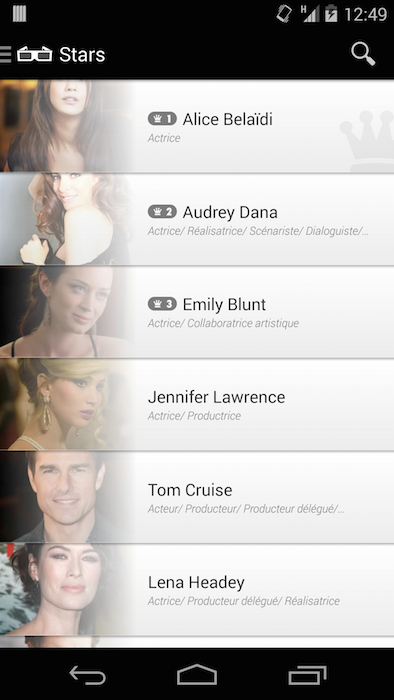 12:49
Stars
1 Alice Belaïdi
Actrice
2 Audrey Dana
Actrice/ Réalisatrice/ Scénariste/ Dialoguiste/...
3 Emily Blunt
Actrice/ Collaboratrice artistique
Jennifer Lawrence
Actrice/ Productrice
Tom Cruise
Acteur/ Producteur/ Producteur délégué/...
Lena Headey
Actrice/ Producteur délégué/ Réalisatrice